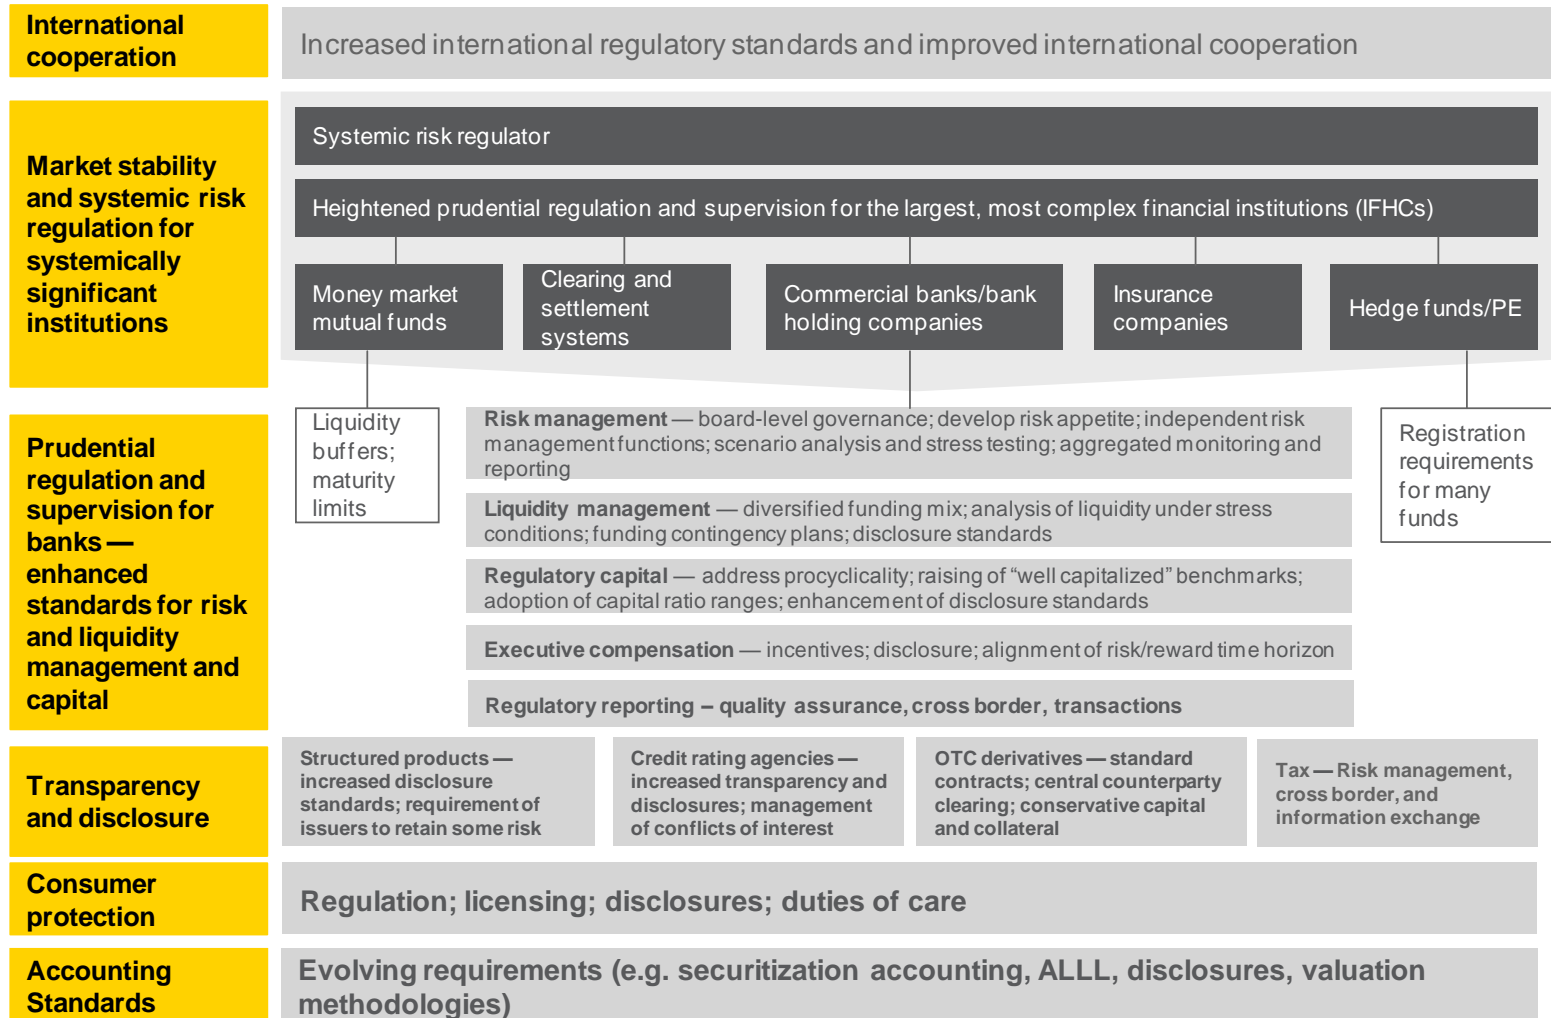 International
cooperation
Increased international regulatory standards and improved international cooperation
Market stability
and systemic risk
regulation for
systemically
significant
institutions
Systemic risk regulator
Heightened prudential regulation and supervision for the largest, most complex financial institutions (IFHCs)
Money market
mutual funds
Clearing and
settlement
systems
Commercial banks/bank
holding companies
Insurance
companies
Hedge funds/PE
Prudential
regulation and
supervision for
banks —
enhanced
standards for risk
and liquidity
management and
capital
Liquidity
buffers;
maturity
limits
Risk management — board-level governance; develop risk appetite; independent risk
management functions; scenario analysis and stress testing; aggregated monitoring and
reporting
Liquidity management — diversified funding mix; analysis of liquidity under stress
conditions; funding contingency plans; disclosure standards
Regulatory capital — address procyclicality; raising of “well capitalized” benchmarks;
adoption of capital ratio ranges; enhancement of disclosure standards
Executive compensation — incentives; disclosure; alignment of risk/reward time horizon
Regulatory reporting – quality assurance, cross border, transactions
Registration
requirements
for many
funds
Transparency
and disclosure
Structured products —
increased disclosure
standards; requirement of
issuers to retain some risk
Credit rating agencies —
increased transparency and
disclosures; management
of conflicts of interest
OTC derivatives — standard
contracts; central counterparty
clearing; conservative capital
and collateral
Tax — Risk management,
cross border, and
information exchange
Consumer
protection
Regulation; licensing; disclosures; duties of care
Accounting
Standards
Evolving requirements (e.g. securitization accounting, ALLL, disclosures, valuation
methodologies)